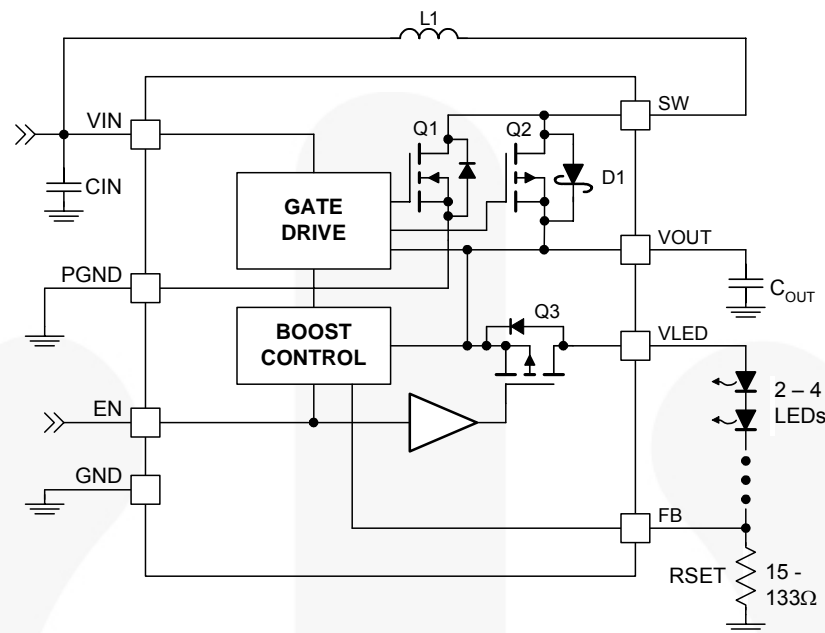 L1
VIN
SW
Q1
Q2
CIN
D1
GATE
DRIVE
VOUT
PGND
COUT
Q3
BOOST
CONTROL
VLED
EN
2 – 4
LEDs
GND
FB
RSET
15 -
133Ω